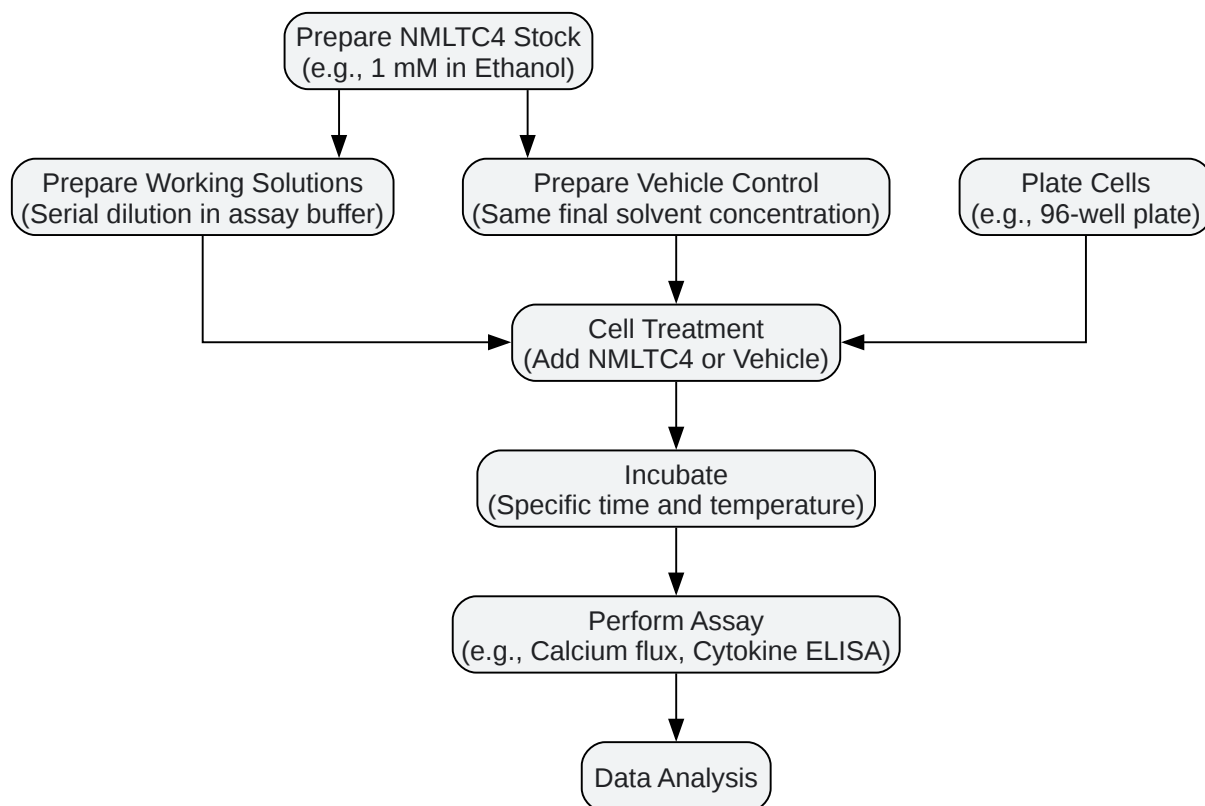 Prepare NMLTC4 Stock
(e.g., 1 mM in Ethanol)
Prepare Working Solutions
(Serial dilution in assay buffer)
Prepare Vehicle Control
(Same final solvent concentration)
Plate Cells
(e.g., 96-well plate)
Cell Treatment
(Add NMLTC4 or Vehicle)
Incubate
(Specific time and temperature)
Perform Assay
(e.g., Calcium flux, Cytokine ELISA)
Data Analysis